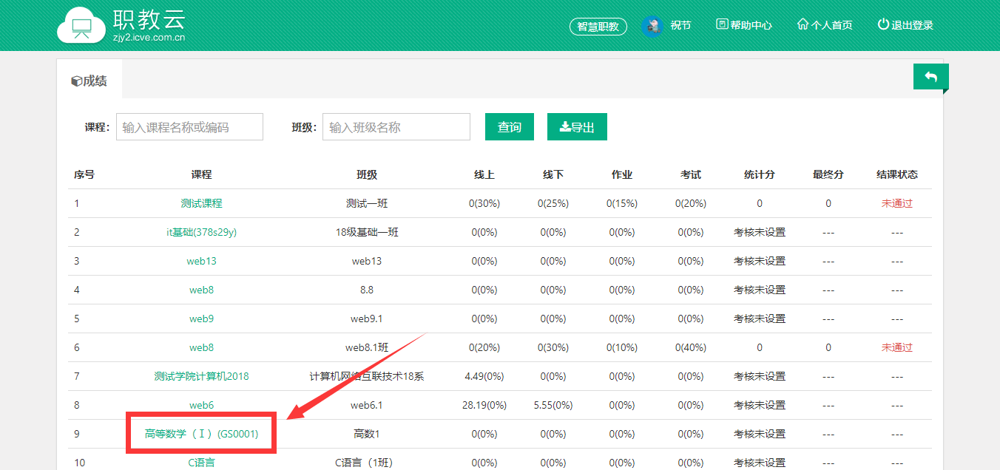 职教云
zjy2.icve.com.cn
智慧职教 祝节 帮助中心 个人首页 退出登录
成绩
课程： 输入课程名称或编码 班级： 输入班级名称 查询 导出
序号 课程 班级 线上 线下 作业 考试 统计分 最终分 结课状态
1 测试课程 测试一班 0(30%) 0(25%) 0(15%) 0(20%) 0 0 未通过
2 it基础(378s29y) 18级基础一班 0(0%) 0(0%) 0(0%) 0(0%) 考核未设置 --- ---
3 web13 web13 0(0%) 0(0%) 0(0%) 0(0%) 考核未设置 --- ---
4 web8 8.8 0(0%) 0(0%) 0(0%) 0(0%) 考核未设置 --- ---
5 web9 web9.1 0(0%) 0(0%) 0(0%) 0(0%) 考核未设置 --- ---
6 web8 web8.1班 0(20%) 0(30%) 0(10%) 0(40%) 0 0 未通过
7 测试学院计算机2018 计算机网络互联技术18系 4.49(0%) 0(0%) 0(0%) 0(0%) 考核未设置 --- ---
8 web6 web6.1 28.19(0%) 5.55(0%) 0(0%) 0(0%) 考核未设置 --- ---
9 高等数学（Ⅰ）(GS0001) 高数1 0(0%) 0(0%) 0(0%) 0(0%) 考核未设置 --- ---
10 C语言 C语言（1班） 0(0%) 0(0%) 0(0%) 0(0%) 考核未设置 --- ---